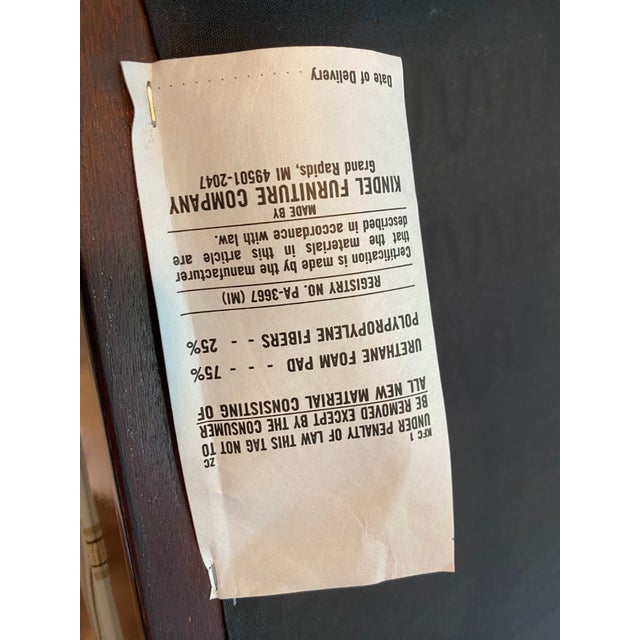 KFC 1 ZC
UNDER PENALTY OF LAW THIS TAG NOT TO
BE REMOVED EXCEPT BY THE CONSUMER
ALL NEW MATERIAL CONSISTING OF
URETHANE FOAM PAD - - 75%
POLYPROPYLENE FIBERS - - 25%
REGISTRY NO. PA-3667 (MI)
Certification is made by the manufacturer
that the materials in this article are
described in accordance with law.
MADE BY
KINDEL FURNITURE COMPANY
Grand Rapids, MI 49501-2047
Date of Delivery . . . . . . . . . . . . . .